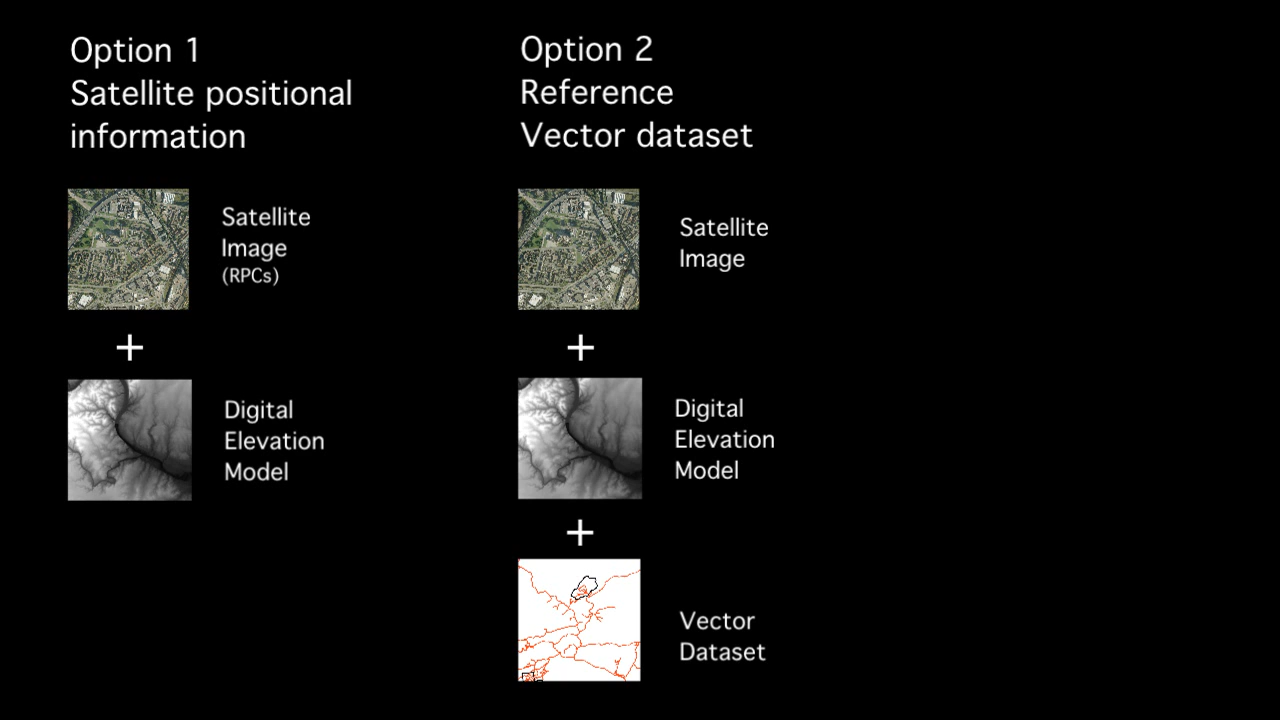 Option 1
Satellite positional
information
Satellite
Image
(RPCs)
+
Digital
Elevation
Model
Option 2
Reference
Vector dataset
Satellite
Image
+
Digital
Elevation
Model
+
Vector
Dataset